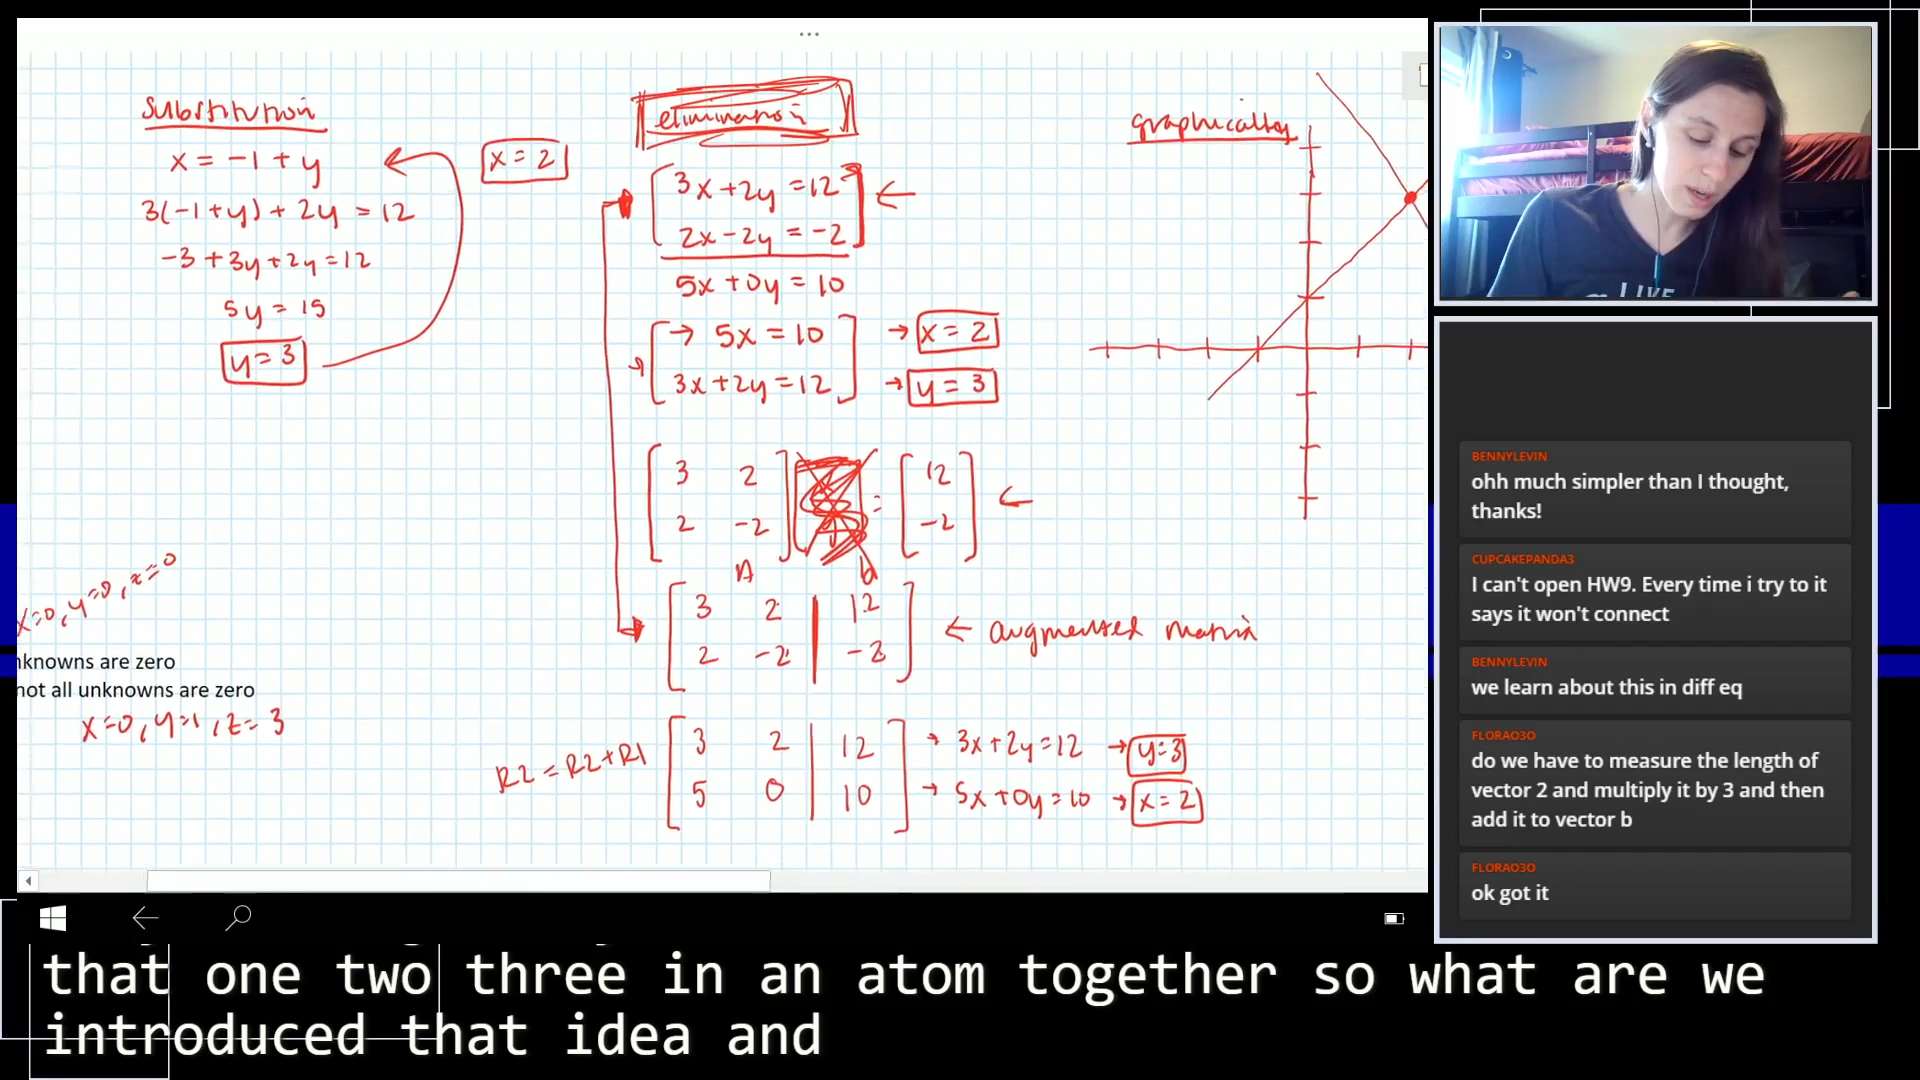 substitution
x = -1 + y
3(-1+y) + 2y = 12
-3 + 3y + 2y = 12
5y = 15
y = 3
x = 2
elimination
3x + 2y = 12
2x - 2y = -2
5x + 0y = 10
→ 5x = 10 → x = 2
3x + 2y = 12 → y = 3
3 2 = 12
2 -2 -2
A b
3 2 | 12
2 -2 | -2
← augmented matrix
R2 = R2 + R1
3 2 | 12 → 3x + 2y = 12 → y = 3
5 0 | 10 → 5x + 0y = 10 → x = 2
graphically
x=0, y=0, z=0
nknowns are zero
not all unknowns are zero
x=0, y=1, z=3
LIVE
BENNYLEVIN
ohh much simpler than I thought,
thanks!
CUPCAKEPANDA3
I can't open HW9. Every time i try to it
says it won't connect
BENNYLEVIN
we learn about this in diff eq
FLORAO3O
do we have to measure the length of
vector 2 and multiply it by 3 and then
add it to vector b
FLORAO3O
ok got it
that one two three in an atom together so what are we
introduced that idea and